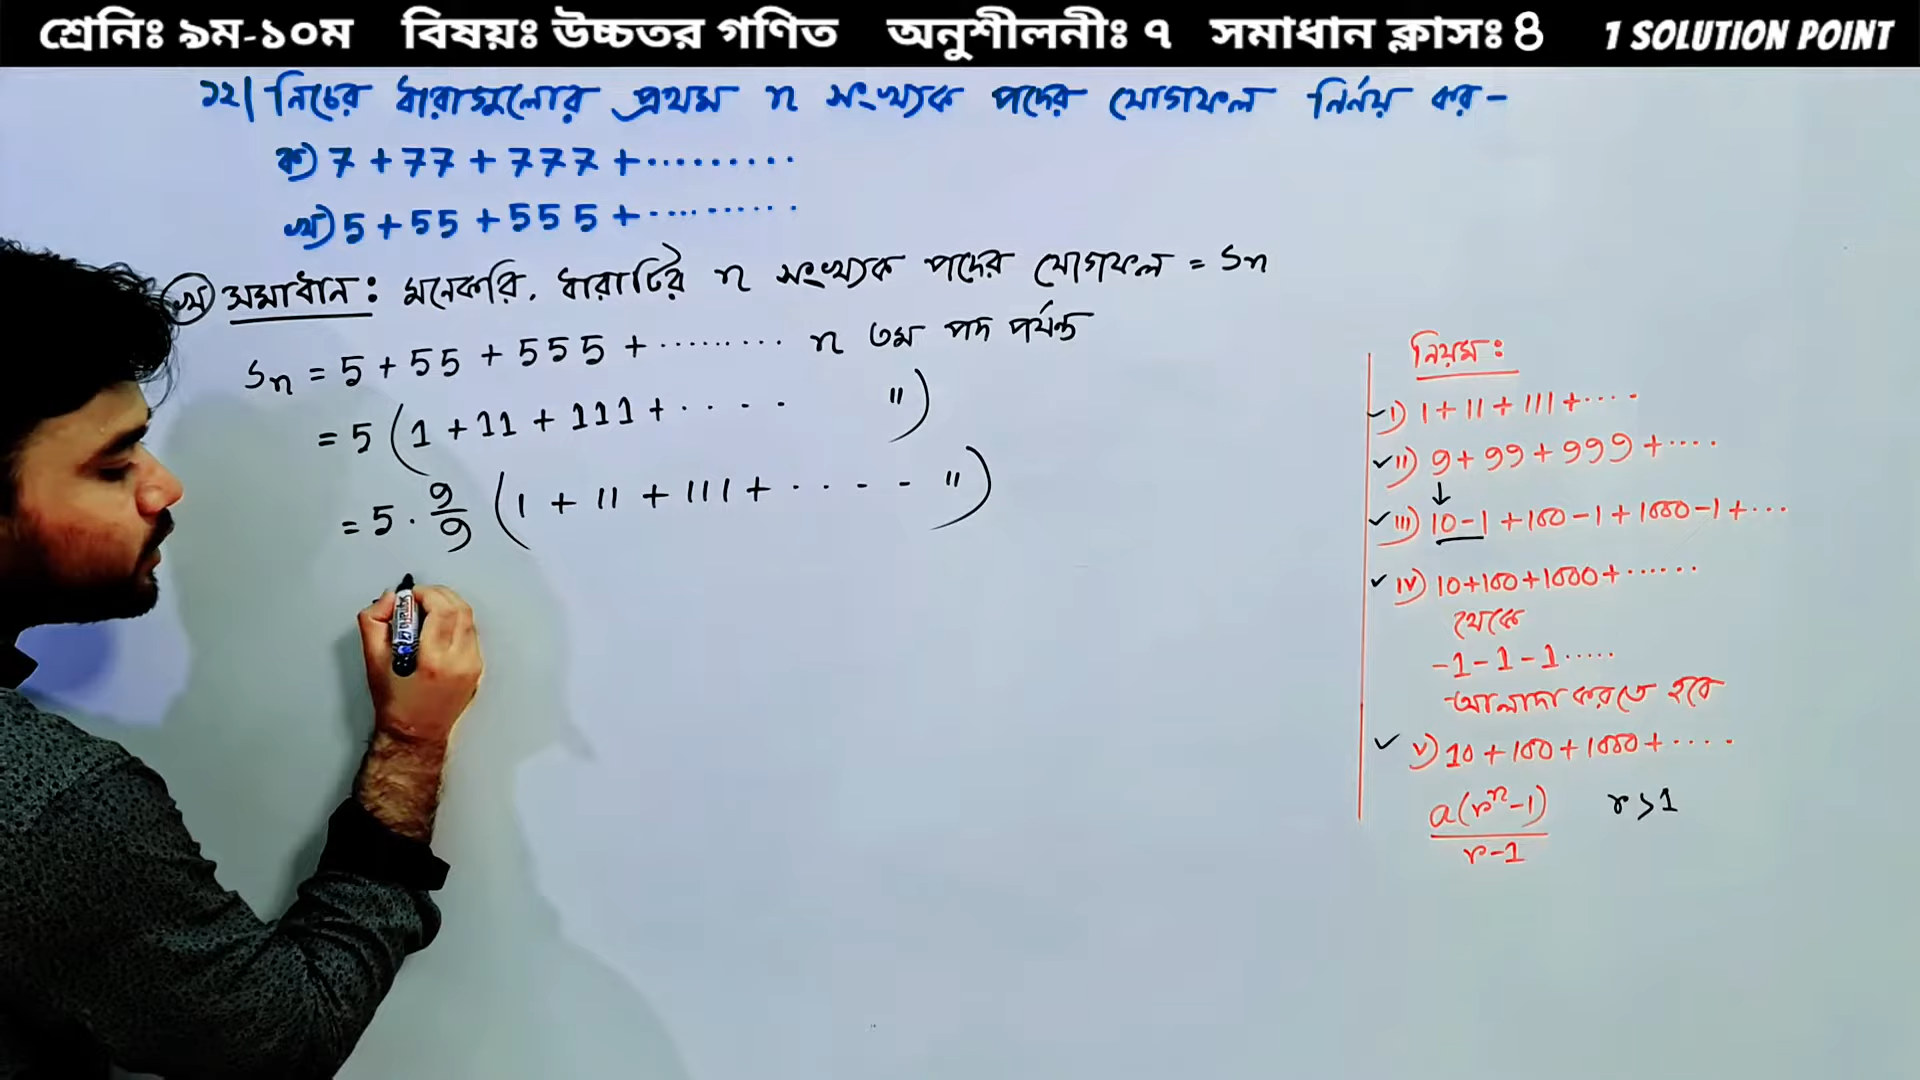 শ্রেনিঃ ৯ম-১০ম বিষয়ঃ উচ্চতর গণিত অনুশীলনীঃ ৭ সমাধান ক্লাসঃ 8 1 SOLUTION POINT
১২| নিচের ধারাগুলোর প্রথম n সংখ্যক পদের যোগফল নির্নয় কর-
ক) 7 + 77 + 777 + .........
খ) 5 + 55 + 555 + ..........
খ) সমাধান : মনেকরি, ধারাটির n সংখ্যক পদের যোগফল = Sn
Sn = 5 + 55 + 555 + ......... n তম পদ পর্যন্ত
= 5 (1 + 11 + 111 + .... ")
= 5 · 9/9 (1 + 11 + 111 + ..... ")
নিয়ম :
i) 1 + 11 + 111 + ....
ii) 9 + 99 + 999 + ....
iii) 10-1 + 100-1 + 1000-1 + ...
iv) 10 + 100 + 1000 + ......
থেকে
-1 - 1 - 1 .....
আলাদা করতে হবে
v) 10 + 100 + 1000 + ....
a(rⁿ-1) r > 1
r-1